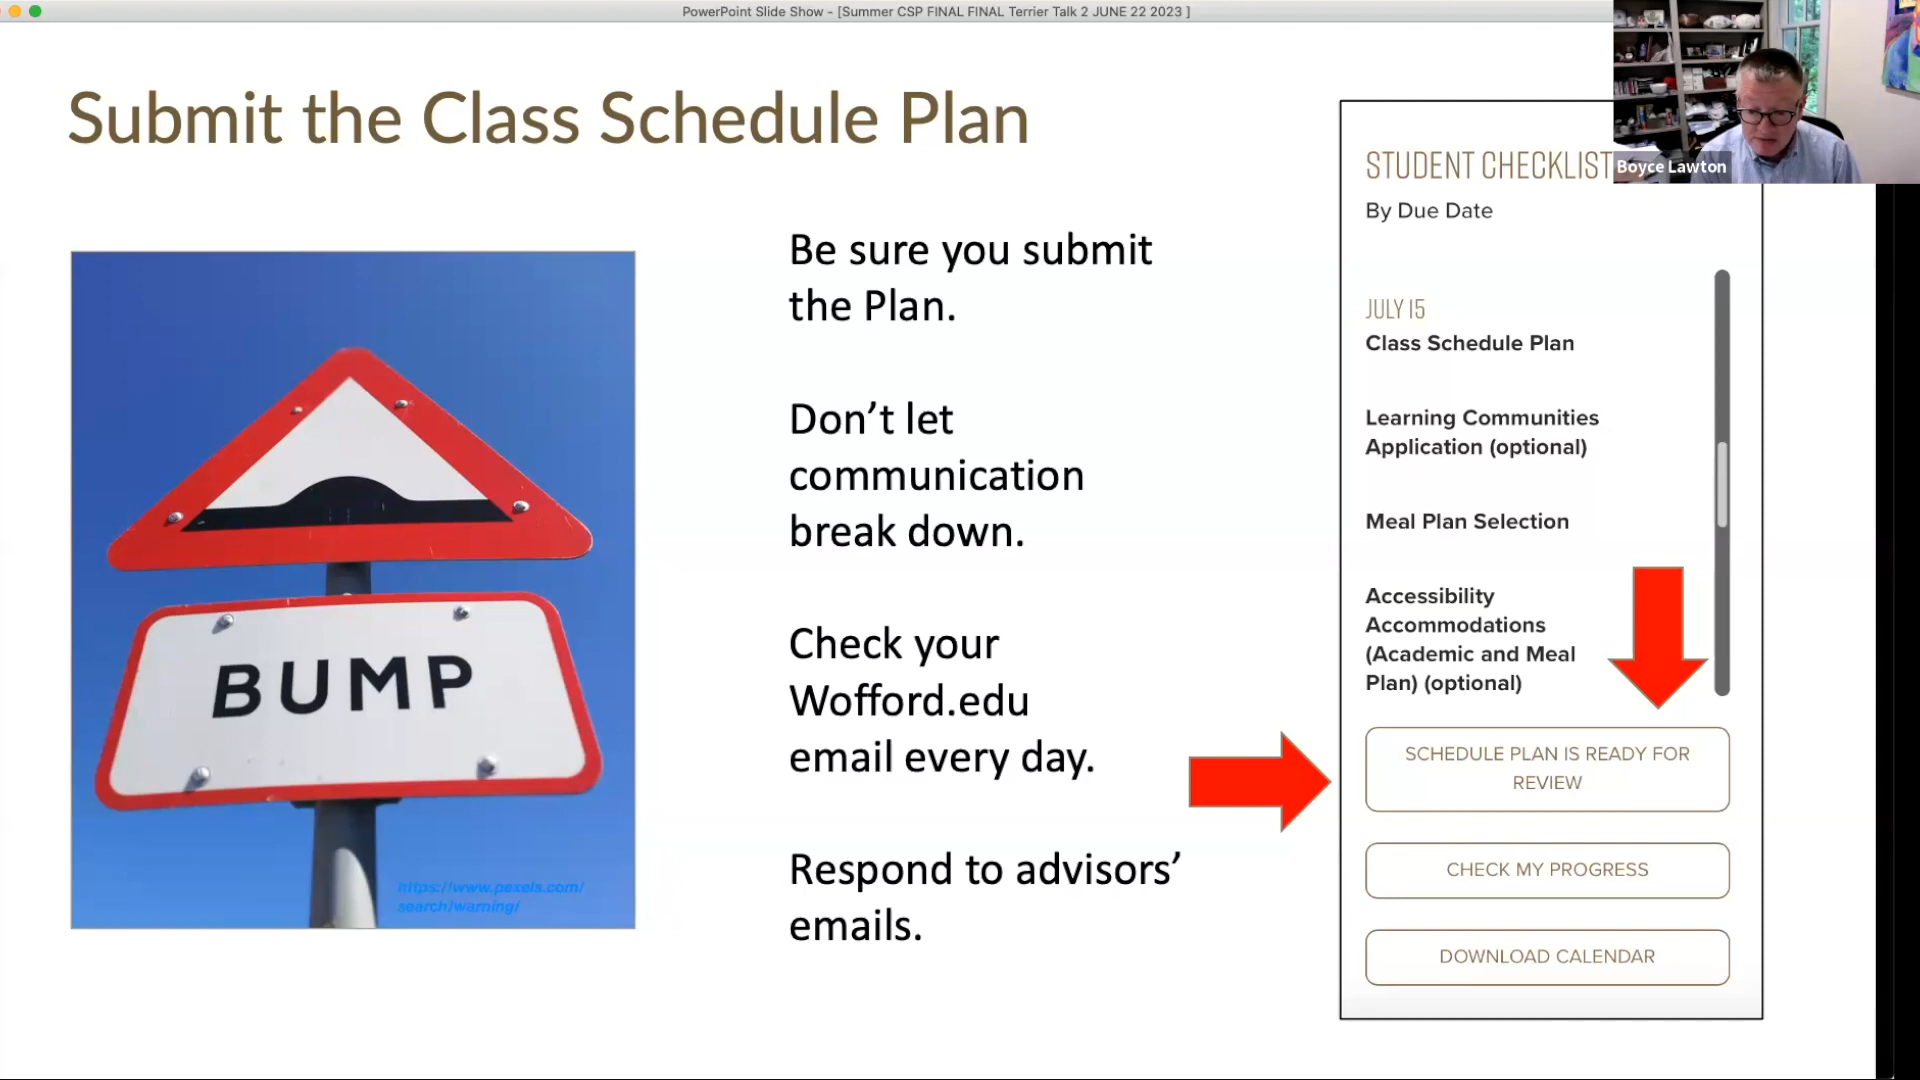 PowerPoint Slide Show - [Summer CSP FINAL FINAL Terrier Talk 2 JUNE 22 2023 ]
Submit the Class Schedule Plan
BUMP
https://www.pexels.com/
search/warning/
Be sure you submit
the Plan.
Don’t let
communication
break down.
Check your
Wofford.edu
email every day.
Respond to advisors’
emails.
STUDENT CHECKLIST
By Due Date
JULY 15
Class Schedule Plan
Learning Communities
Application (optional)
Meal Plan Selection
Accessibility
Accommodations
(Academic and Meal
Plan) (optional)
SCHEDULE PLAN IS READY FOR
REVIEW
CHECK MY PROGRESS
DOWNLOAD CALENDAR
Boyce Lawton